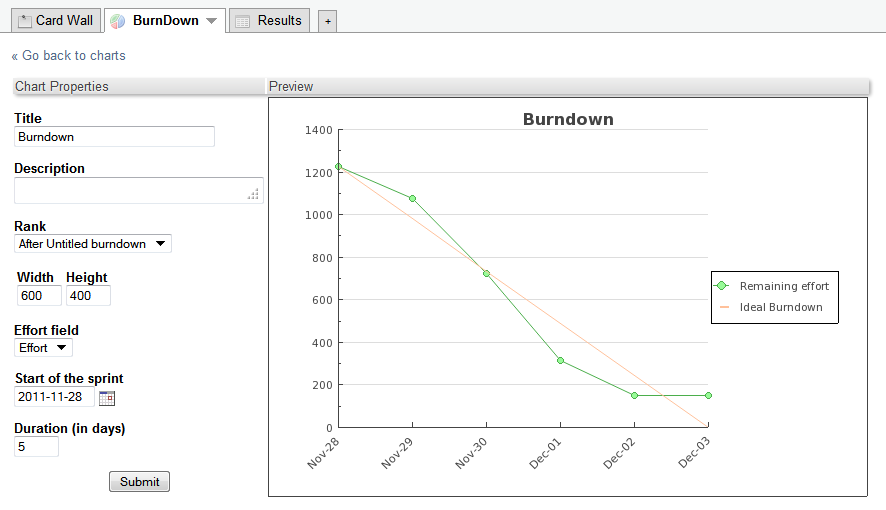 Card Wall BurnDown Results +
« Go back to charts
Chart Properties
Title
Burndown
Description
Rank
After Untitled burndown
Width Height
600 400
Effort field
Effort
Start of the sprint
2011-11-28
Duration (in days)
5
Submit
Preview
Burndown
1400
1200
1000
800
600
400
200
0
Nov-28 Nov-29 Nov-30 Dec-01 Dec-02 Dec-03
Remaining effort
Ideal Burndown